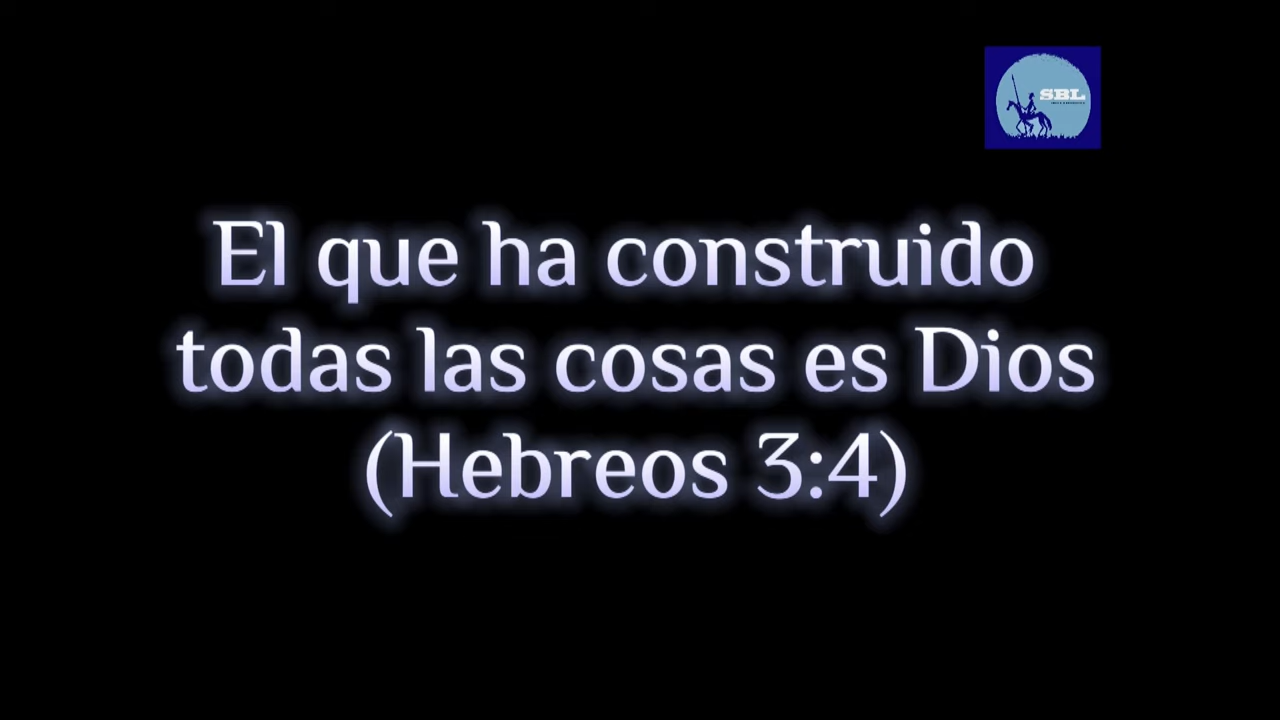 SBL
El que ha construido
todas las cosas es Dios
(Hebreos 3:4)